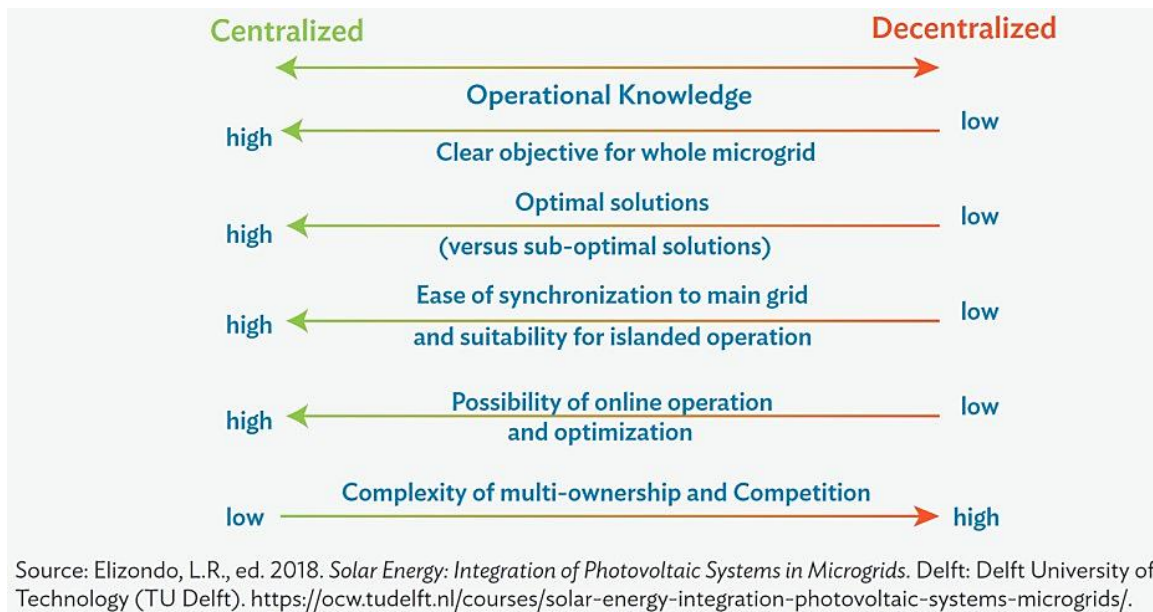 Centralized
Decentralized
Operational Knowledge
high
low
Clear objective for whole microgrid
Optimal solutions
high
low
(versus sub-optimal solutions)
Ease of synchronization to main grid
high
low
and suitability for islanded operation
Possibility of online operation
high
low
and optimization
Complexity of multi-ownership and Competition
low
high
Source: Elizondo, L.R., ed. 2018. Solar Energy: Integration of Photovoltaic Systems in Microgrids. Delft: Delft University of
Technology (TU Delft). https://ocw.tudelft.nl/courses/solar-energy-integration-photovoltaic-systems-microgrids/.